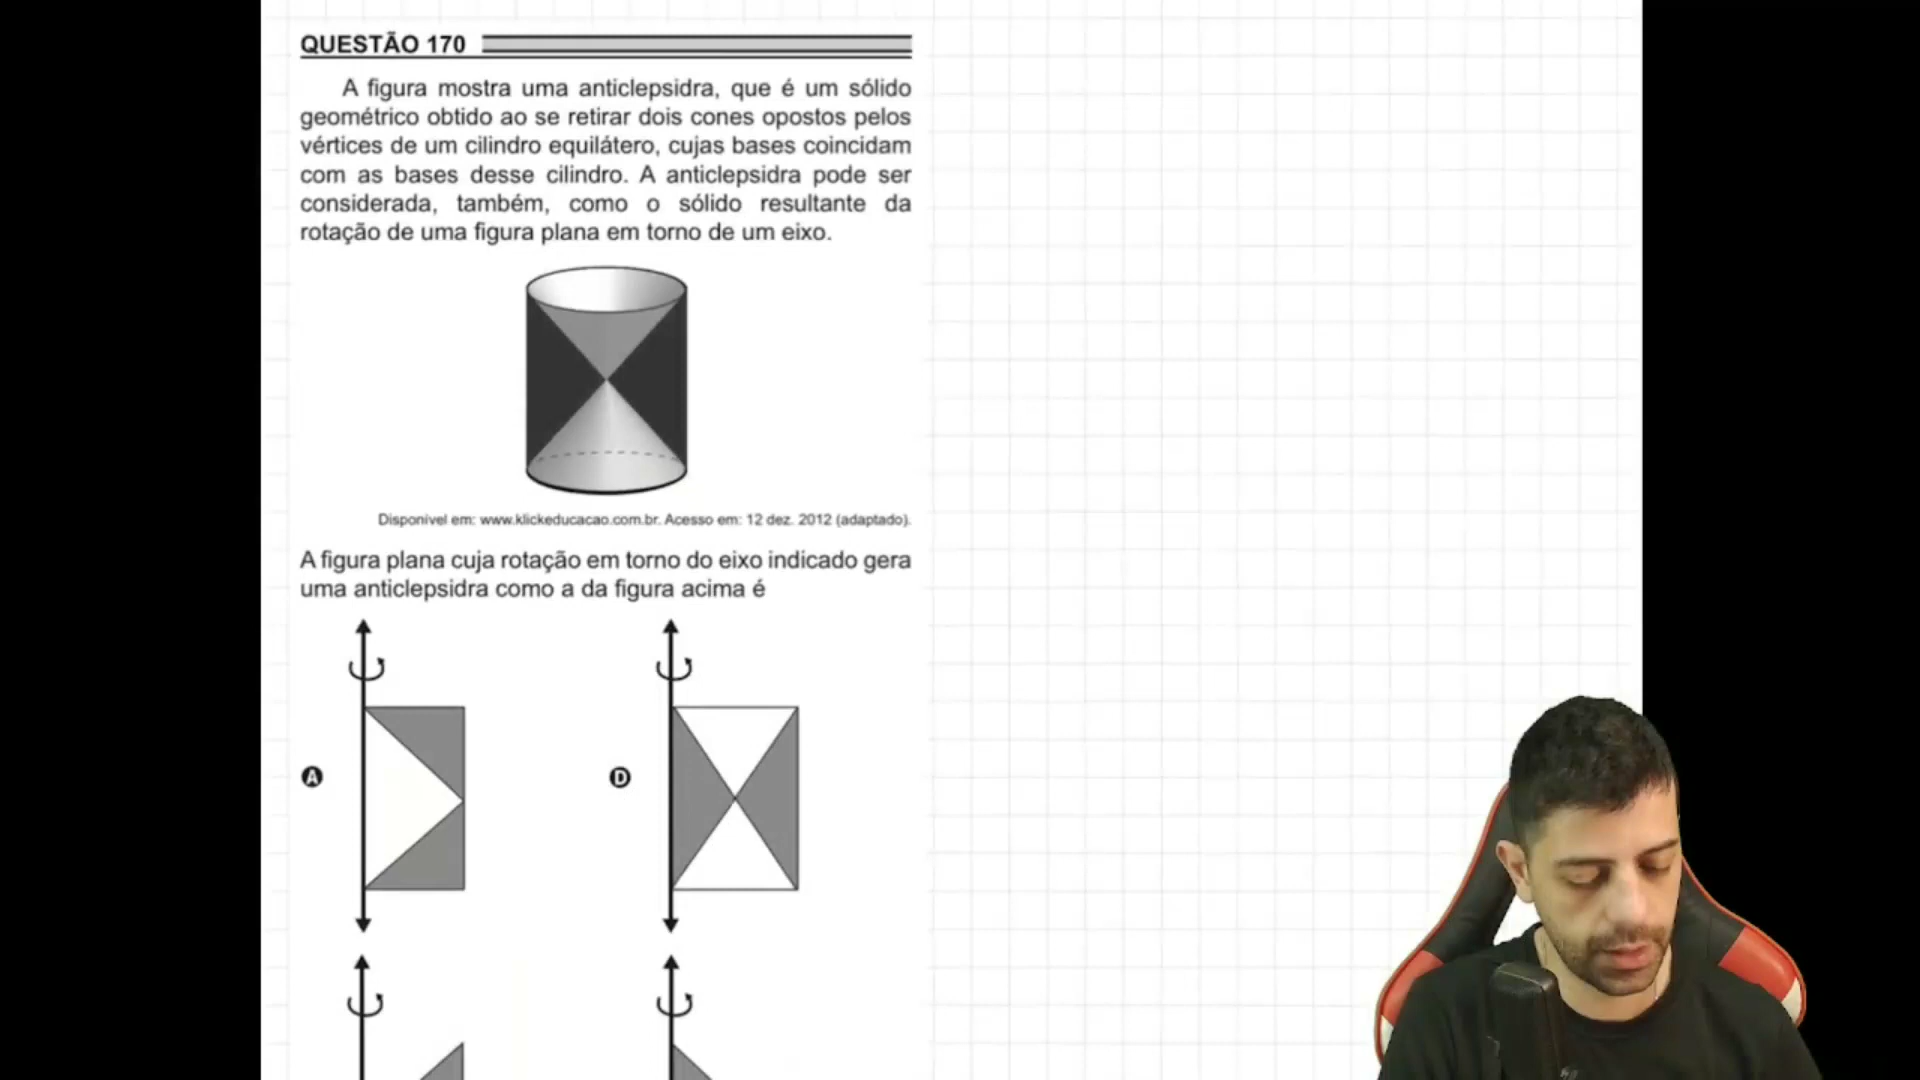 QUESTÃO 170
A figura mostra uma anticlepsidra, que é um sólido
geométrico obtido ao se retirar dois cones opostos pelos
vértices de um cilindro equilátero, cujas bases coincidam
com as bases desse cilindro. A anticlepsidra pode ser
considerada, também, como o sólido resultante da
rotação de uma figura plana em torno de um eixo.
Disponível em: www.klickeducacao.com.br. Acesso em: 12 dez. 2012 (adaptado).
A figura plana cuja rotação em torno do eixo indicado gera
uma anticlepsidra como a da figura acima é
A
D